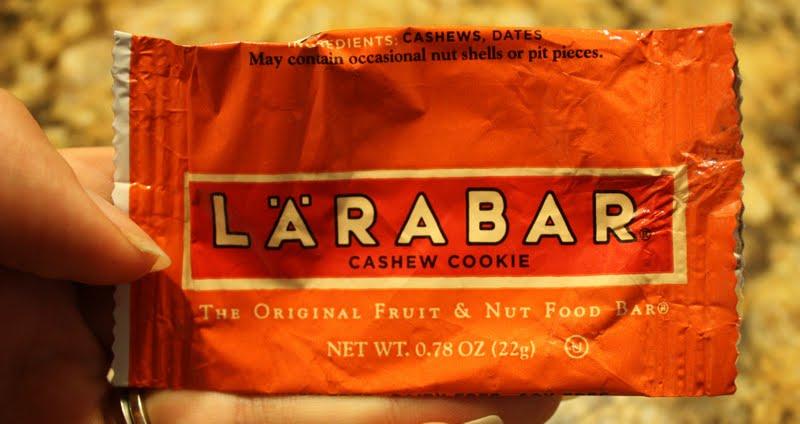 INGREDIENTS: CASHEWS, DATES
May contain occasional nut shells or pit pieces.
LÄRABAR®
CASHEW COOKIE
The Original Fruit & Nut Food Bar®
NET WT. 0.78 OZ (22g) U